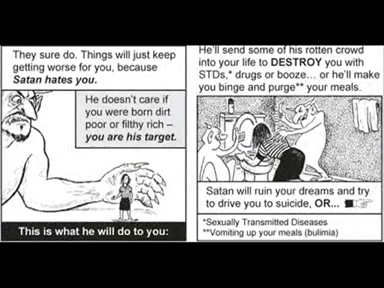 They sure do. Things will just keep
getting worse for you, because
Satan hates you.
He doesn't care if
you were born dirt
poor or filthy rich –
you are his target.
This is what he will do to you:
He'll send some of his rotten crowd
into your life to DESTROY you with
STDs,* drugs or booze... or he'll make
you binge and purge** your meals.
Satan will ruin your dreams and try
to drive you to suicide, OR...
*Sexually Transmitted Diseases
**Vomiting up your meals (bulimia)